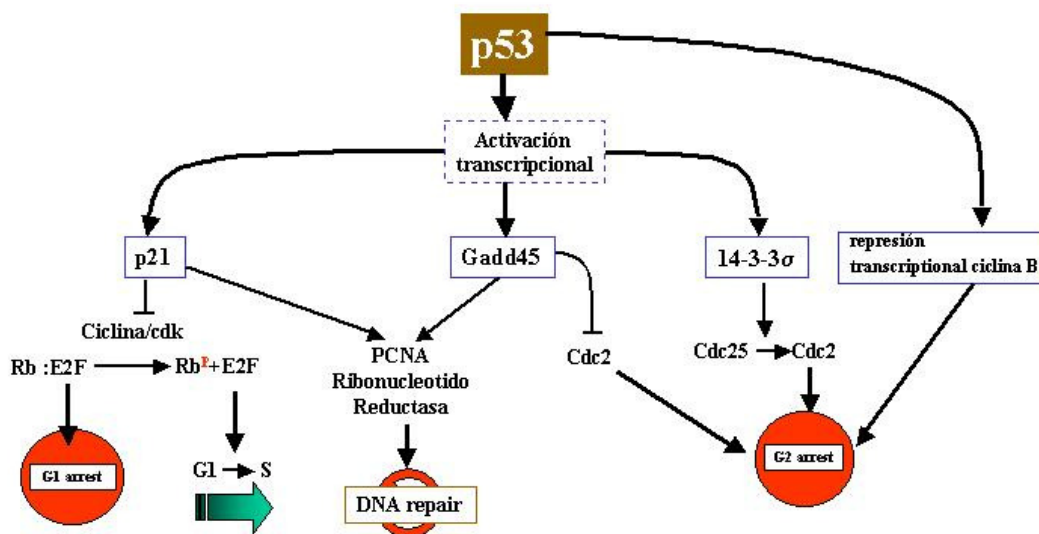 p53
Activación
transcripcional
p21
Gadd45
14-3-3σ
represión
transcriptional ciclina B
Ciclina/cdk
Rb :E2F
Rbᴾ+E2F
PCNA
Ribonucleotido
Reductasa
Cdc2
Cdc25
Cdc2
G1 arrest
G1
S
DNA repair
G2 arrest